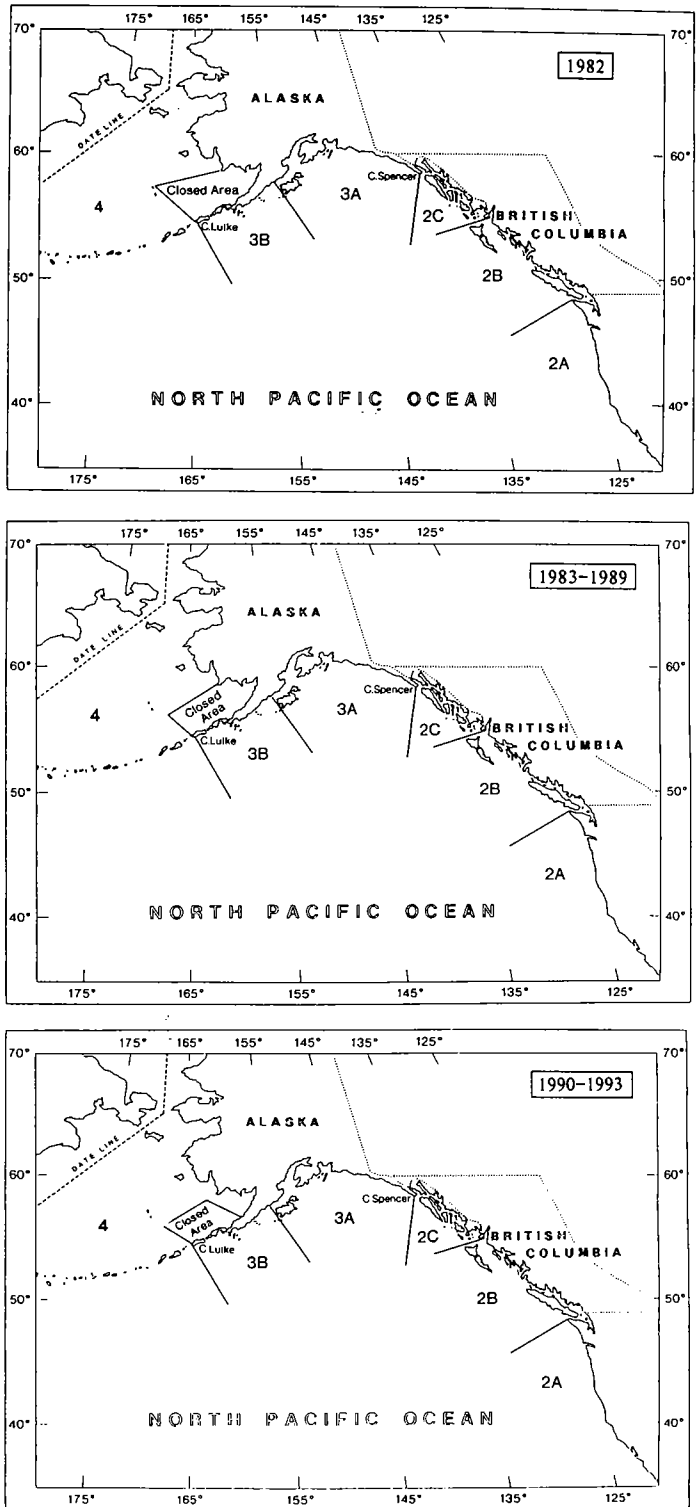 175° 165° 155° 145° 135° 125°
70° 70°
1982
ALASKA
DATE LINE
60° 60°
C.Spencer
Closed Area
3A
4
2C
BRITISH
C.Lutke
3B
COLUMBIA
50° 2B 50°
2A
40° NORTH PACIFIC OCEAN 40°
175° 165° 155° 145° 135° 125°
175° 165° 155° 145° 135° 125°
70° 70°
1983-1989
ALASKA
DATE LINE
60° 60°
C.Spencer
Closed
Area
4
3A
2C
BRITISH
C.Lutke
3B
COLUMBIA
50° 2B 50°
2A
40° NORTH PACIFIC OCEAN 40°
175° 165° 155° 145° 135° 125°
175° 165° 155° 145° 135° 125°
70° 70°
1990-1993
ALASKA
DATE LINE
60° 60°
C Spencer
Closed
Area
4
3A
2C
BRITISH
C Lutke
3B
COLUMBIA
50° 2B 50°
2A
40° NORTH PACIFIC OCEAN 40°
175° 165° 155° 145° 135° 125°